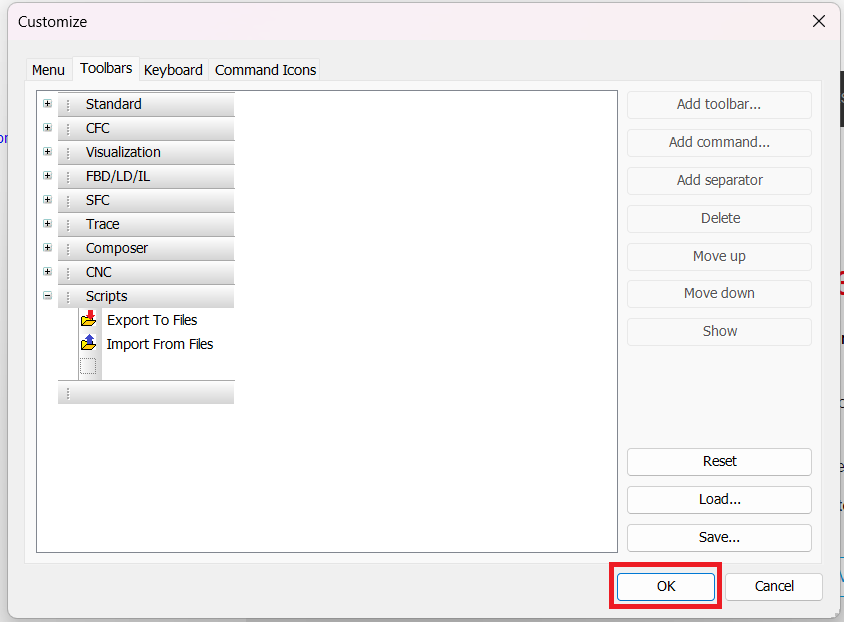 Customize
Menu Toolbars Keyboard Command Icons
Standard
CFC
Visualization
FBD/LD/IL
SFC
Trace
Composer
CNC
Scripts
Export To Files
Import From Files
Add toolbar...
Add command...
Add separator
Delete
Move up
Move down
Show
Reset
Load...
Save...
OK Cancel